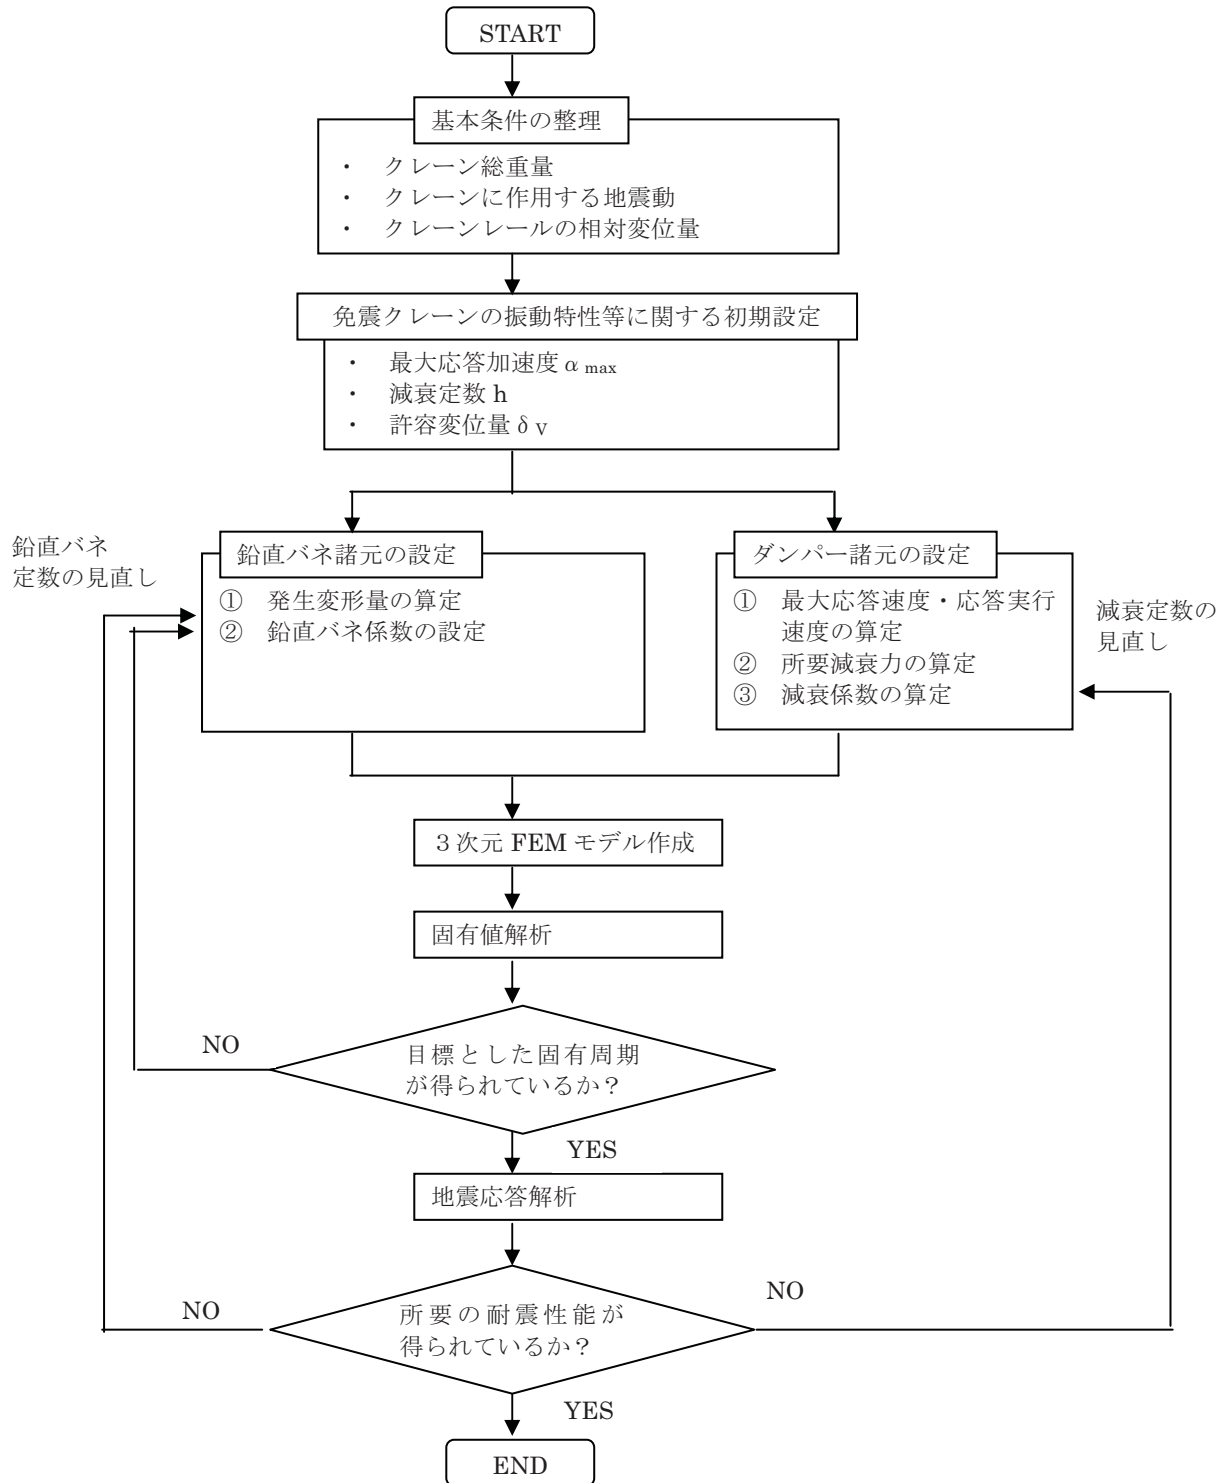 START
基本条件の整理
・ クレーン総重量
・ クレーンに作用する地震動
・ クレーンレールの相対変位量
免震クレーンの振動特性等に関する初期設定
・ 最大応答加速度 α max
・ 減衰定数 h
・ 許容変位量 δ V
鉛直バネ
定数の見直し
鉛直バネ諸元の設定
① 発生変形量の算定
② 鉛直バネ係数の設定
ダンパー諸元の設定
① 最大応答速度・応答実行
速度の算定
② 所要減衰力の算定
③ 減衰係数の算定
減衰定数の
見直し
３次元 FEM モデル作成
固有値解析
NO
目標とした固有周期
が得られているか？
YES
地震応答解析
NO
所要の耐震性能が
得られているか？
NO
YES
END